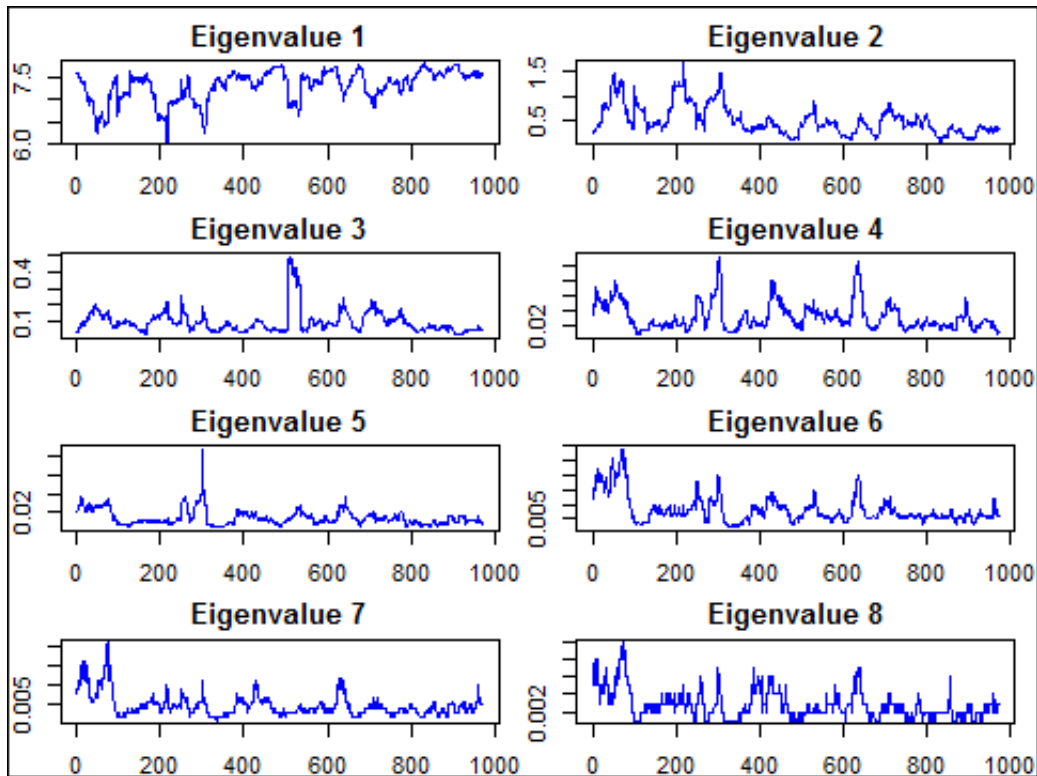 Eigenvalue 1
7.5
6.0
0 200 400 600 800 1000
Eigenvalue 2
1.5
0.5
0 200 400 600 800 1000
Eigenvalue 3
0.4
0.1
0 200 400 600 800 1000
Eigenvalue 4
0.02
0 200 400 600 800 1000
Eigenvalue 5
0.02
0 200 400 600 800 1000
Eigenvalue 6
0.005
0 200 400 600 800 1000
Eigenvalue 7
0.005
0 200 400 600 800 1000
Eigenvalue 8
0.002
0 200 400 600 800 1000